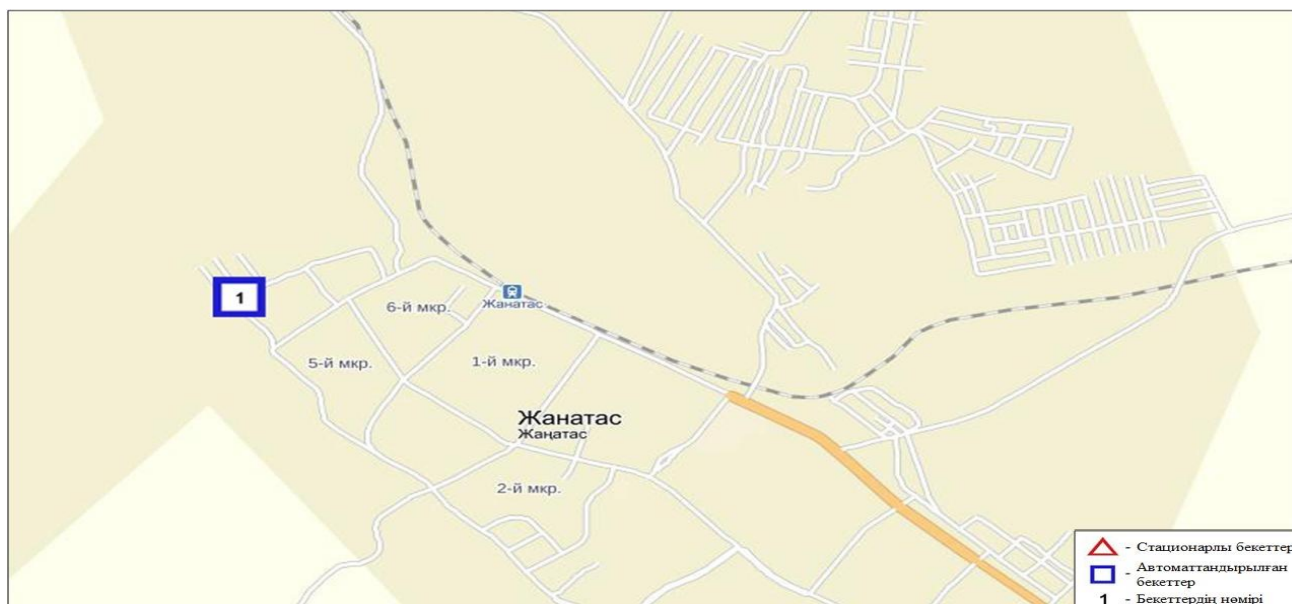 1
Жанатас
6-й мкр.
5-й мкр.
1-й мкр.
Жанатас
Жаңатас
2-й мкр.
- Стационарлы бекеттер
- Автоматтандырылған
бекеттер
1 - Бекеттердің нөмірі